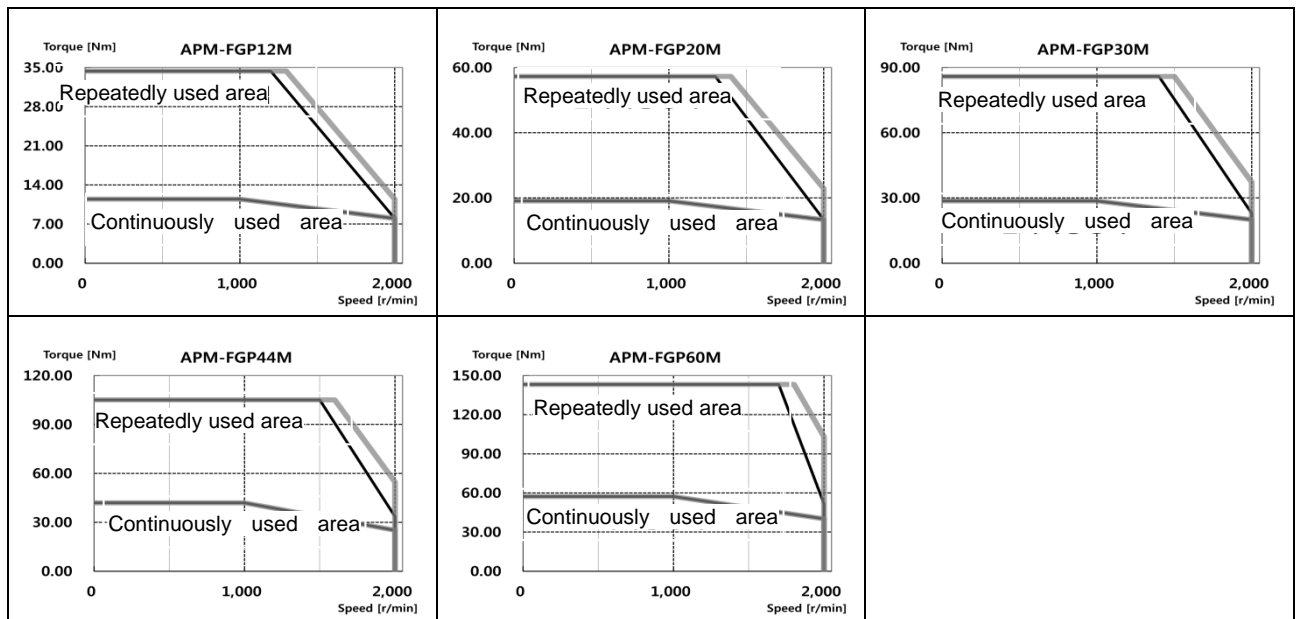 Torque [Nm] APM-FGP12M
35.00
Repeatedly used area
28.00
21.00
14.00
Continuously used area
7.00
0.00
0 1,000 2,000
Speed [r/min]
Torque [Nm] APM-FGP20M
60.00
Repeatedly used area
40.00
20.00
Continuously used area
0.00
0 1,000 2,000
Speed [r/min]
Torque [Nm] APM-FGP30M
90.00
Repeatedly used area
60.00
30.00
Continuously used area
0.00
0 1,000 2,000
Speed [r/min]
Torque [Nm] APM-FGP44M
120.00
Repeatedly used area
90.00
60.00
30.00
Continuously used area
0.00
0 1,000 2,000
Speed [r/min]
Torque [Nm] APM-FGP60M
150.00
Repeatedly used area
120.00
90.00
60.00
Continuously used area
30.00
0.00
0 1,000 2,000
Speed [r/min]